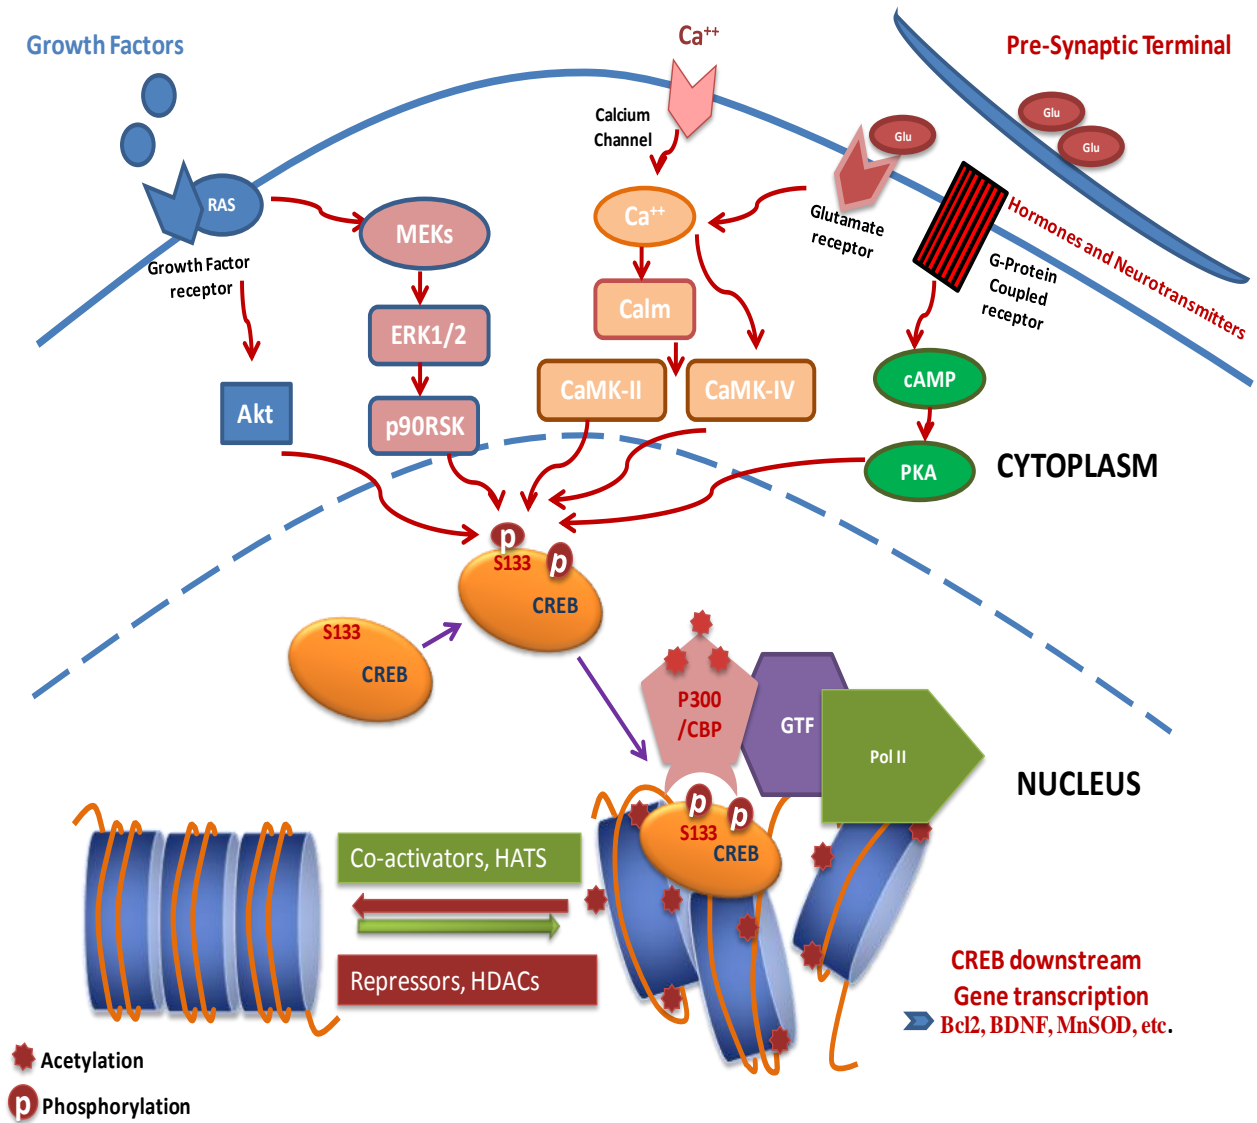 Growth Factors
Ca++
Pre-Synaptic Terminal
Calcium
Channel
Glu
Glu
Glu
RAS
MEKs
Ca++
Glutamate
receptor
Hormones and Neurotransmitters
G-Protein
Coupled
receptor
Growth Factor
receptor
Calm
ERK1/2
cAMP
CaMK-II
CaMK-IV
Akt
p90RSK
PKA
CYTOPLASM
p
p
S133
CREB
S133
CREB
P300
/CBP
GTF
Pol II
NUCLEUS
p
p
S133
CREB
Co-activators, HATS
Repressors, HDACs
CREB downstream
Gene transcription
Bcl2, BDNF, MnSOD, etc.
Acetylation
p Phosphorylation